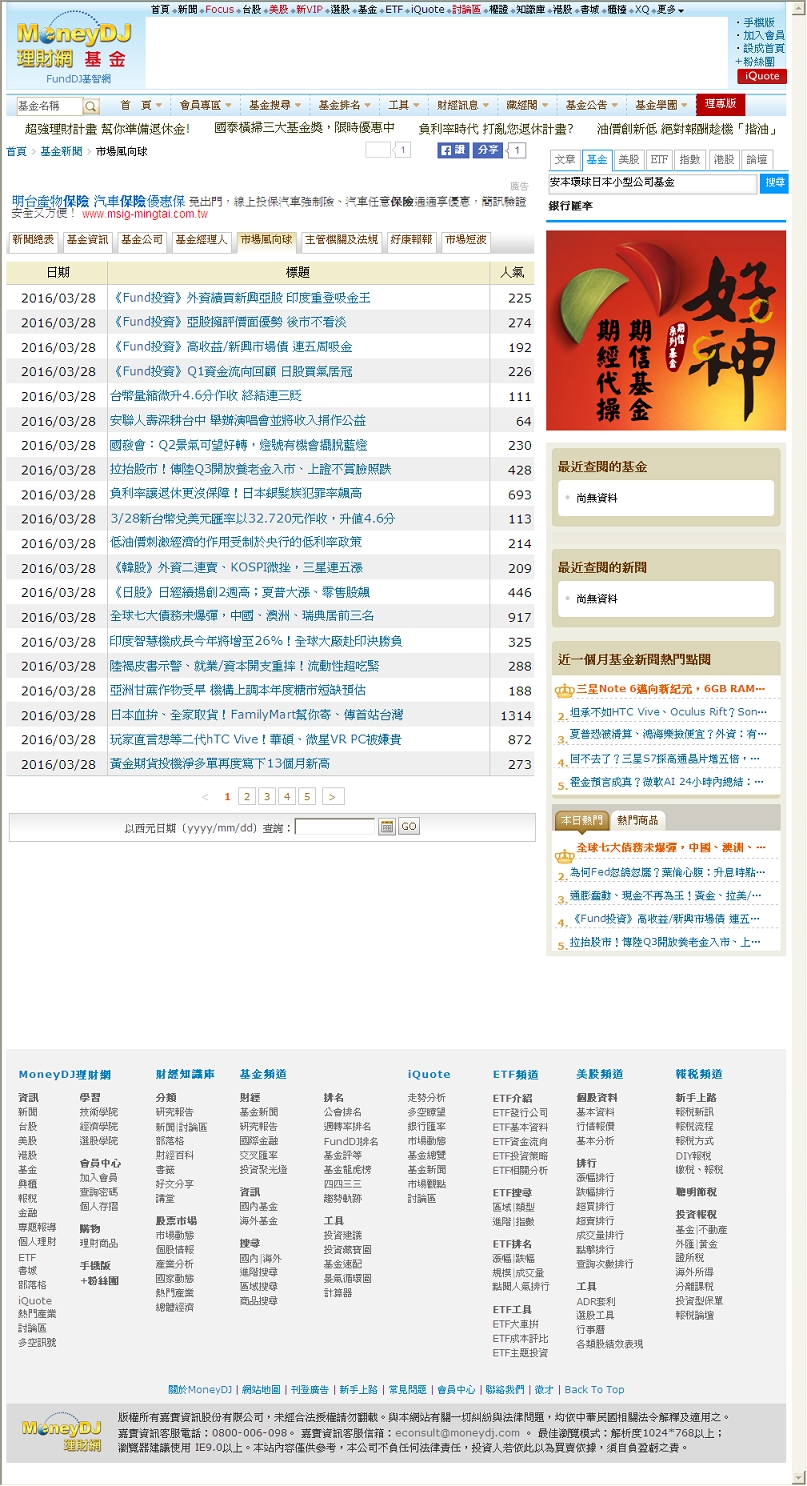 首頁 新聞 Focus 台股 美股 新VIP 選股 基金 ETF iQuote 討論區 權證 知識庫 港股 書城 櫃檯 XQ 更多
MoneyDJ
理財網 基金
FundDJ基智網
手機版
加入會員
設成首頁
+粉絲團
iQuote
基金名稱 首 頁 會員專區 基金搜尋 基金排名 工具 財經訊息 藏經閣 基金公告 基金學園 理專版
超強理財計畫 幫你準備退休金! 國泰橫掃三大基金獎，限時優惠中 負利率時代 打亂您退休計畫? 油價創新低 絕對報酬趁機「揩油」
首頁 > 基金新聞 > 市場風向球
1 讚 分享 1
文章 基金 美股 ETF 指數 港股 論壇
安本環球日本小型公司基金 搜尋
銀行匯率
廣告
明台產物保險 汽車保險優惠保 免出門，線上投保汽車強制險、汽車任意保險通通享優惠，簡訊驗證
安全又方便！ www.msig-mingtai.com.tw
新聞總表 基金資訊 基金公司 基金經理人 市場風向球 主管機關及法規 好康報報 市場短波
日期 標題 人氣
2016/03/28 《Fund投資》外資續買新興亞股 印度重登吸金王 225
2016/03/28 《Fund投資》亞股擁評價面優勢 後市不看淡 274
2016/03/28 《Fund投資》高收益/新興市場債 連五周吸金 192
2016/03/28 《Fund投資》Q1資金流向回顧 日股買氣居冠 226
2016/03/28 台幣量縮微升4.6分作收 終結連三貶 111
2016/03/28 安聯人壽深耕台中 舉辦演唱會並將收入捐作公益 64
2016/03/28 國發會：Q2景氣可望好轉，燈號有機會擺脫藍燈 230
2016/03/28 拉抬股市！傳陸Q3開放養老金入市、上證不賞臉照跌 428
2016/03/28 負利率讓退休更沒保障！日本銀髮族犯罪率飆高 693
2016/03/28 3/28新台幣兌美元匯率以32.720元作收，升值4.6分 113
2016/03/28 低油價刺激經濟的作用受制於央行的低利率政策 214
2016/03/28 《韓股》外資二連賣、KOSPI微挫，三星連五漲 209
2016/03/28 《日股》日經續揚創2週高；夏普大漲、零售股飆 446
2016/03/28 全球七大債務未爆彈，中國、澳洲、瑞典居前三名 917
2016/03/28 印度智慧機成長今年將增至26%！全球大廠赴印決勝負 325
2016/03/28 陸褐皮書示警、就業/資本開支重摔！流動性超吃緊 288
2016/03/28 亞洲甘蔗作物受旱 機構上調本年度糖市短缺預估 188
2016/03/28 日本血拚、全家取貨！FamilyMart幫你寄、傳首站台灣 1314
2016/03/28 玩家直言想等二代hTC Vive！華碩、微星VR PC被嫌貴 872
2016/03/28 黃金期貨投機淨多單再度寫下13個月新高 273
< 1 2 3 4 5 >
以西元日期（yyyy/mm/dd）查詢： GO
好神
期信系列基金
期信基金
期經代操
最近查閱的基金
尚無資料
最近查閱的新聞
尚無資料
近一個月基金新聞熱門點閱
三星Note 6邁向新紀元，6GB RAM…
2. 坦承不如HTC Vive、Oculus Rift？Son…
3. 夏普恐被清算、鴻海樂撿便宜？外資：有…
4. 回不去了？三星S7採高通晶片增五倍，…
5. 霍金預言成真？微軟AI 24小時內總結：…
本日熱門 熱門商品
全球七大債務未爆彈，中國、澳洲、…
2. 為何Fed忽鴿忽鷹？葉倫心腹：升息時點…
3. 通膨蠢動、現金不再為王！黃金、拉美/…
4. 《Fund投資》高收益/新興市場債 連五…
5. 拉抬股市！傳陸Q3開放養老金入市、上…
MoneyDJ理財網
資訊
新聞
台股
美股
港股
基金
興櫃
報稅
金融
專題報導
個人理財
ETF
書城
部落格
iQuote
熱門產業
討論區
多空訊號
學習
技術學院
經濟學院
選股學院
會員中心
加入會員
查詢密碼
個人存摺
購物
理財商品
手機版
+粉絲團
財經知識庫
分類
研究報告
新聞|討論區
部落格
財經百科
書籤
好文分享
講堂
股票市場
市場動態
個股情報
產業分析
國家動態
熱門產業
總體經濟
基金頻道
財經
基金新聞
研究報告
國際金融
交叉匯率
投資聚光燈
資訊
國內基金
海外基金
搜尋
國內|海外
進階搜尋
區域搜尋
商品搜尋
排名
公會排名
週轉率排名
FundDJ排名
基金評等
基金龍虎榜
四四三三
趨勢軌跡
工具
投資建議
投資藏寶圖
基金速配
景氣循環圖
計算器
iQuote
走勢分析
多空瞭望
銀行匯率
市場動態
基金總覽
基金新聞
市場觀點
討論區
ETF頻道
ETF介紹
ETF發行公司
ETF基本資料
ETF資金流向
ETF投資策略
ETF相關分析
ETF搜尋
區域|類型
進階|指數
ETF排名
漲幅|跌幅
規模|成交量
點閱人氣排行
ETF工具
ETF大車拚
ETF成本評比
ETF主題投資
美股頻道
個股資料
基本資料
行情報價
基本分析
排行
漲幅排行
跌幅排行
超買排行
超賣排行
成交量排行
點擊排行
查詢次數排行
工具
ADR套利
選股工具
行事曆
各類股績效表現
報稅頻道
新手上路
報稅新訊
報稅流程
報稅方式
DIY報稅
繳稅、報稅
聰明節稅
投資報稅
基金|不動產
外匯|黃金
證所稅
海外所得
分離課稅
投資型保單
報稅論壇
關於MoneyDJ | 網站地圖 | 刊登廣告 | 新手上路 | 常見問題 | 會員中心 | 聯絡我們 | 徵才 | Back To Top
MoneyDJ
理財網
版權所有嘉實資訊股份有限公司，未經合法授權請勿翻載。與本網站有關一切糾紛與法律問題，均依中華民國相關法令解釋及適用之。
嘉實資訊客服電話：0800-006-098。 嘉實資訊客服信箱：econsult@moneydj.com 。 最佳瀏覽模式：解析度1024*768以上；
瀏覽器建議使用 IE9.0以上。本站內容僅供參考，本公司不負任何法律責任，投資人若依此以為買賣依據，須自負盈虧之責。